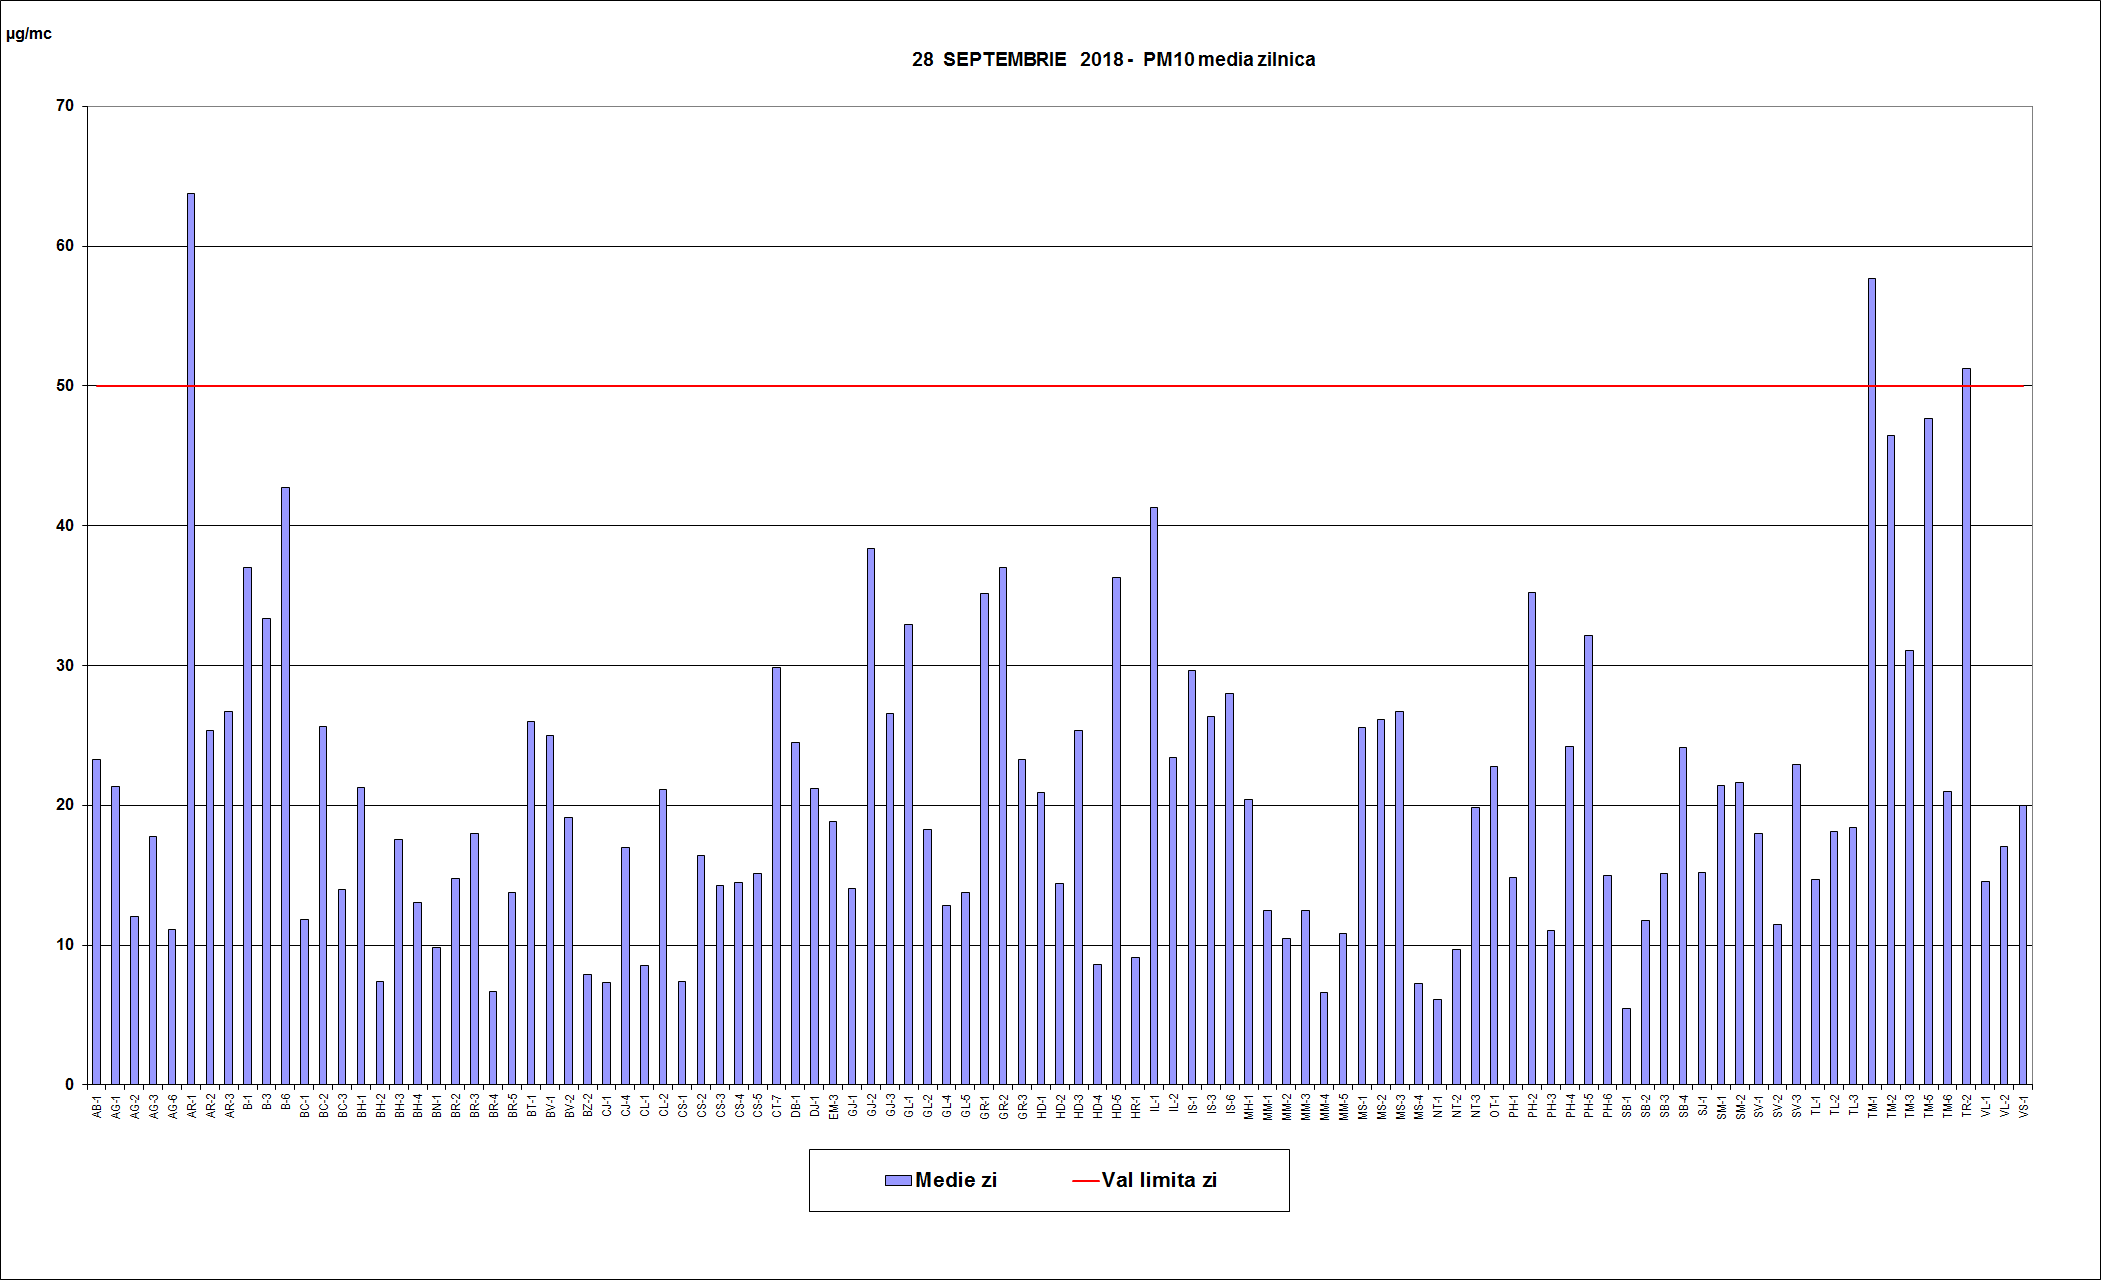 µg/mc
28 SEPTEMBRIE 2018 - PM10 media zilnica
70
60
50
40
30
20
10
0
AB-1 AG-1 AG-2 AG-3 AG-6 AR-1 AR-2 AR-3 B-1 B-3 B-6 BC-1 BC-2 BC-3 BH-1 BH-2 BH-3 BH-4 BN-1 BR-2 BR-3 BR-4 BR-5 BT-1 BV-1 BV-2 BZ-2 CJ-1 CJ-4 CL-1 CL-2 CS-1 CS-2 CS-3 CS-4 CS-5 CT-7 DB-1 DJ-1 EM-3 GJ-1 GJ-2 GJ-3 GL-1 GL-2 GL-4 GL-5 GR-1 GR-2 GR-3 HD-1 HD-2 HD-3 HD-4 HD-5 HR-1 IL-1 IL-2 IS-1 IS-3 IS-6 MH-1 MM-1 MM-2 MM-3 MM-4 MM-5 MS-1 MS-2 MS-3 MS-4 NT-1 NT-2 NT-3 OT-1 PH-1 PH-2 PH-3 PH-4 PH-5 PH-6 SB-1 SB-2 SB-3 SB-4 SJ-1 SM-1 SM-2 SV-1 SV-2 SV-3 TL-1 TL-2 TL-3 TM-1 TM-2 TM-3 TM-5 TM-6 TR-2 VL-1 VL-2 VS-1
Medie zi Val limita zi